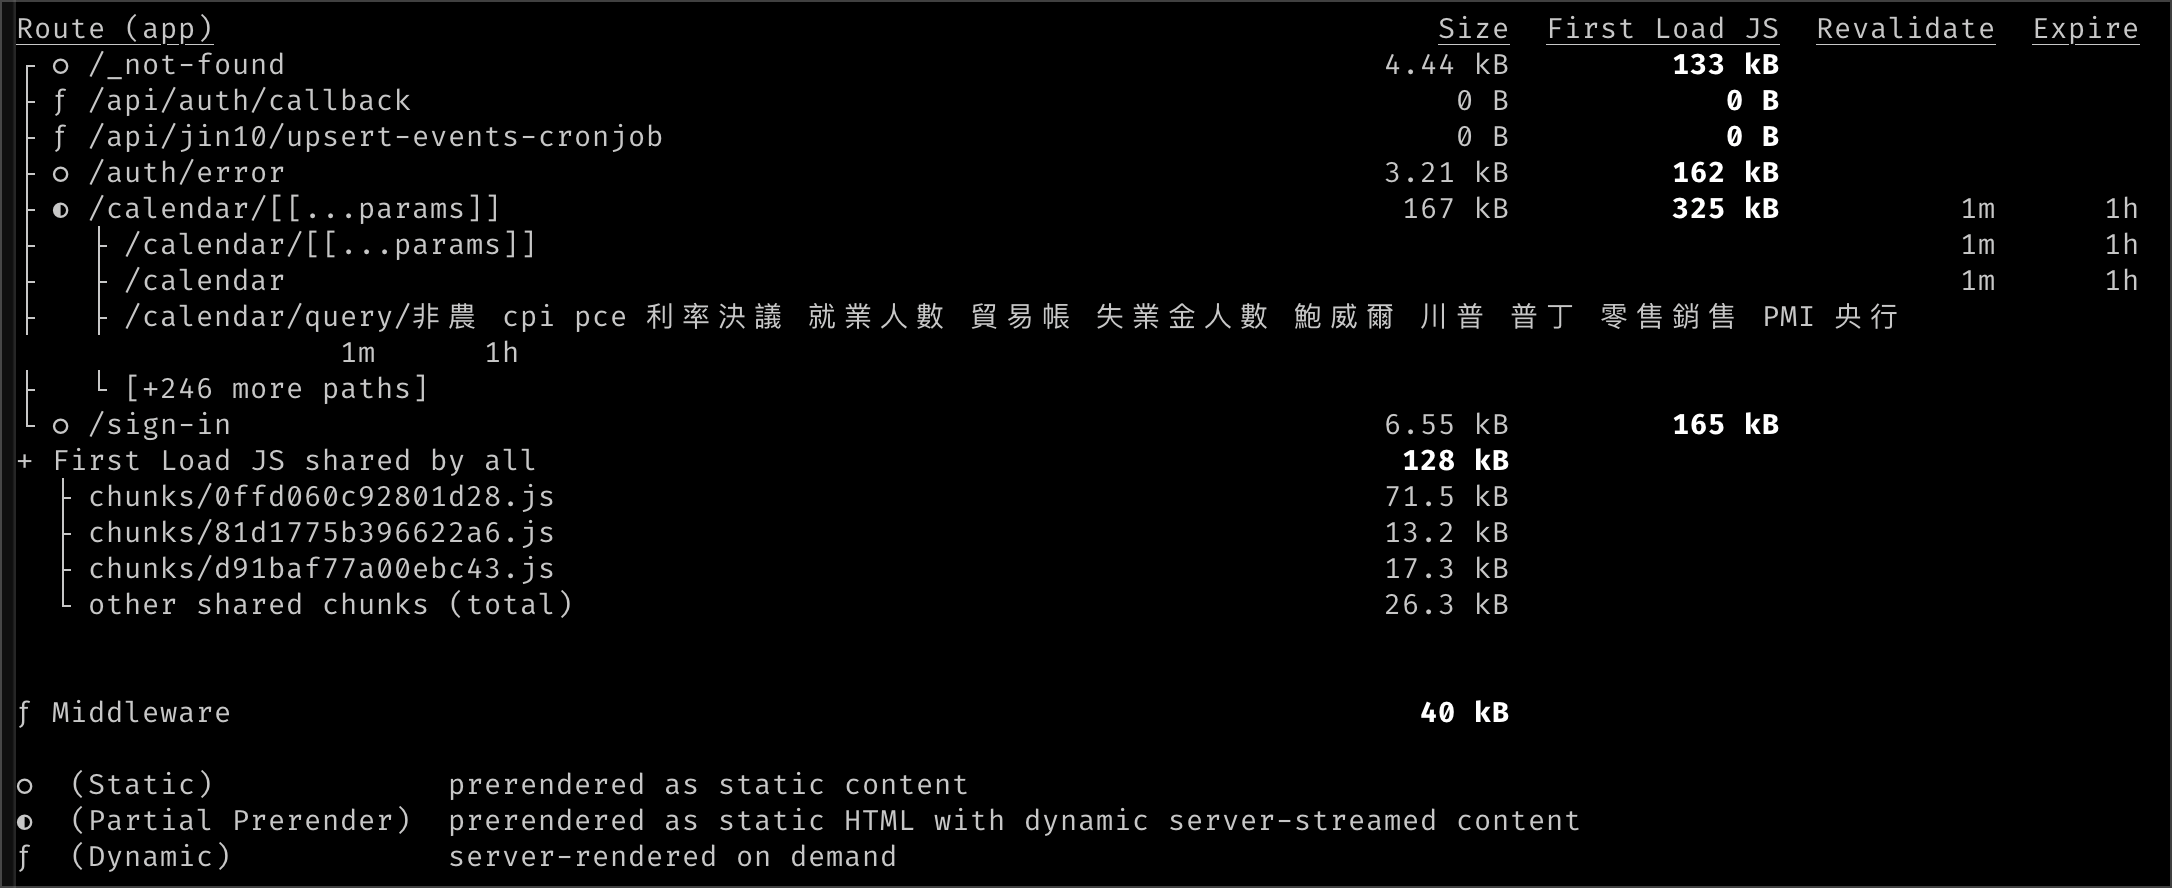 Route (app)                                                                    Size  First Load JS  Revalidate  Expire
┌ ○ /_not-found                                                             4.44 kB         133 kB
├ ƒ /api/auth/callback                                                          0 B            0 B
├ ƒ /api/jin10/upsert-events-cronjob                                            0 B            0 B
├ ○ /auth/error                                                             3.21 kB         162 kB
├ ◐ /calendar/[[...params]]                                                  167 kB         325 kB          1m      1h
├   ├ /calendar/[[...params]]                                                                                 1m      1h
├   ├ /calendar                                                                                               1m      1h
├   ├ /calendar/query/非農 cpi pce 利率決議 就業人數 貿易帳 失業金人數 鮑威爾 川普 普丁 零售銷售 PMI 央行
                  1m      1h
├   └ [+246 more paths]
└ ○ /sign-in                                                                6.55 kB         165 kB
+ First Load JS shared by all                                                128 kB
  ├ chunks/0ffd060c92801d28.js                                              71.5 kB
  ├ chunks/81d1775b396622a6.js                                              13.2 kB
  ├ chunks/d91baf77a00ebc43.js                                              17.3 kB
  └ other shared chunks (total)                                             26.3 kB
ƒ Middleware                                                                  40 kB
○  (Static)             prerendered as static content
◐  (Partial Prerender)  prerendered as static HTML with dynamic server-streamed content
ƒ  (Dynamic)            server-rendered on demand